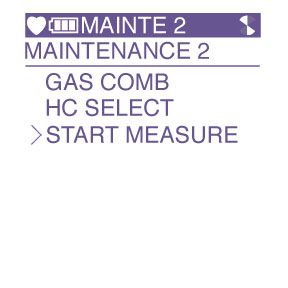 MAINTE 2
MAINTENANCE 2
GAS COMB
HC SELECT
START MEASURE